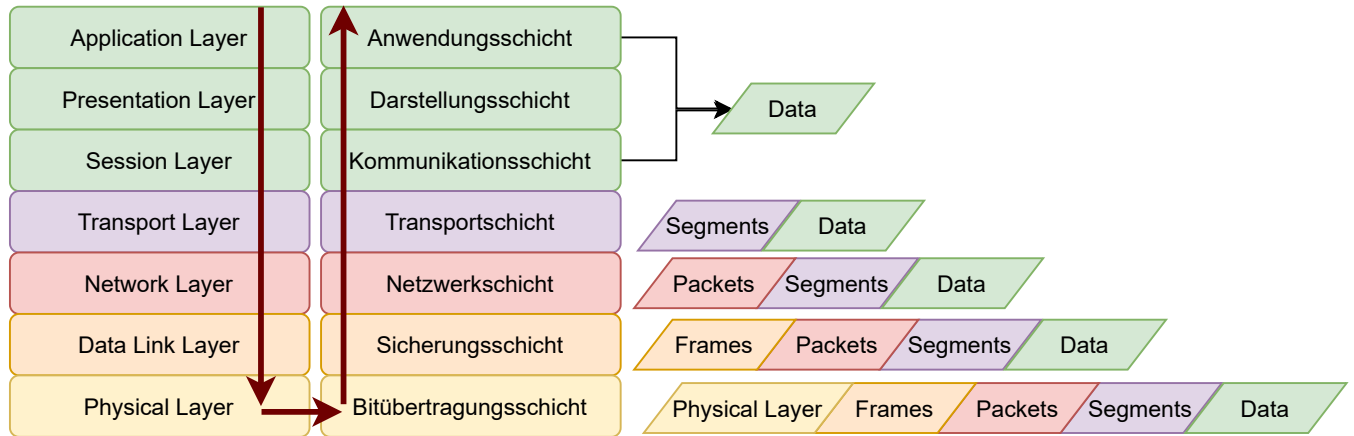 Application Layer Anwendungsschicht
Presentation Layer Darstellungsschicht Data
Session Layer Kommunikationsschicht
Transport Layer Transportschicht Segments Data
Network Layer Netzwerkschicht Packets Segments Data
Data Link Layer Sicherungsschicht Frames Packets Segments Data
Physical Layer Bitübertragungsschicht Physical Layer Frames Packets Segments Data